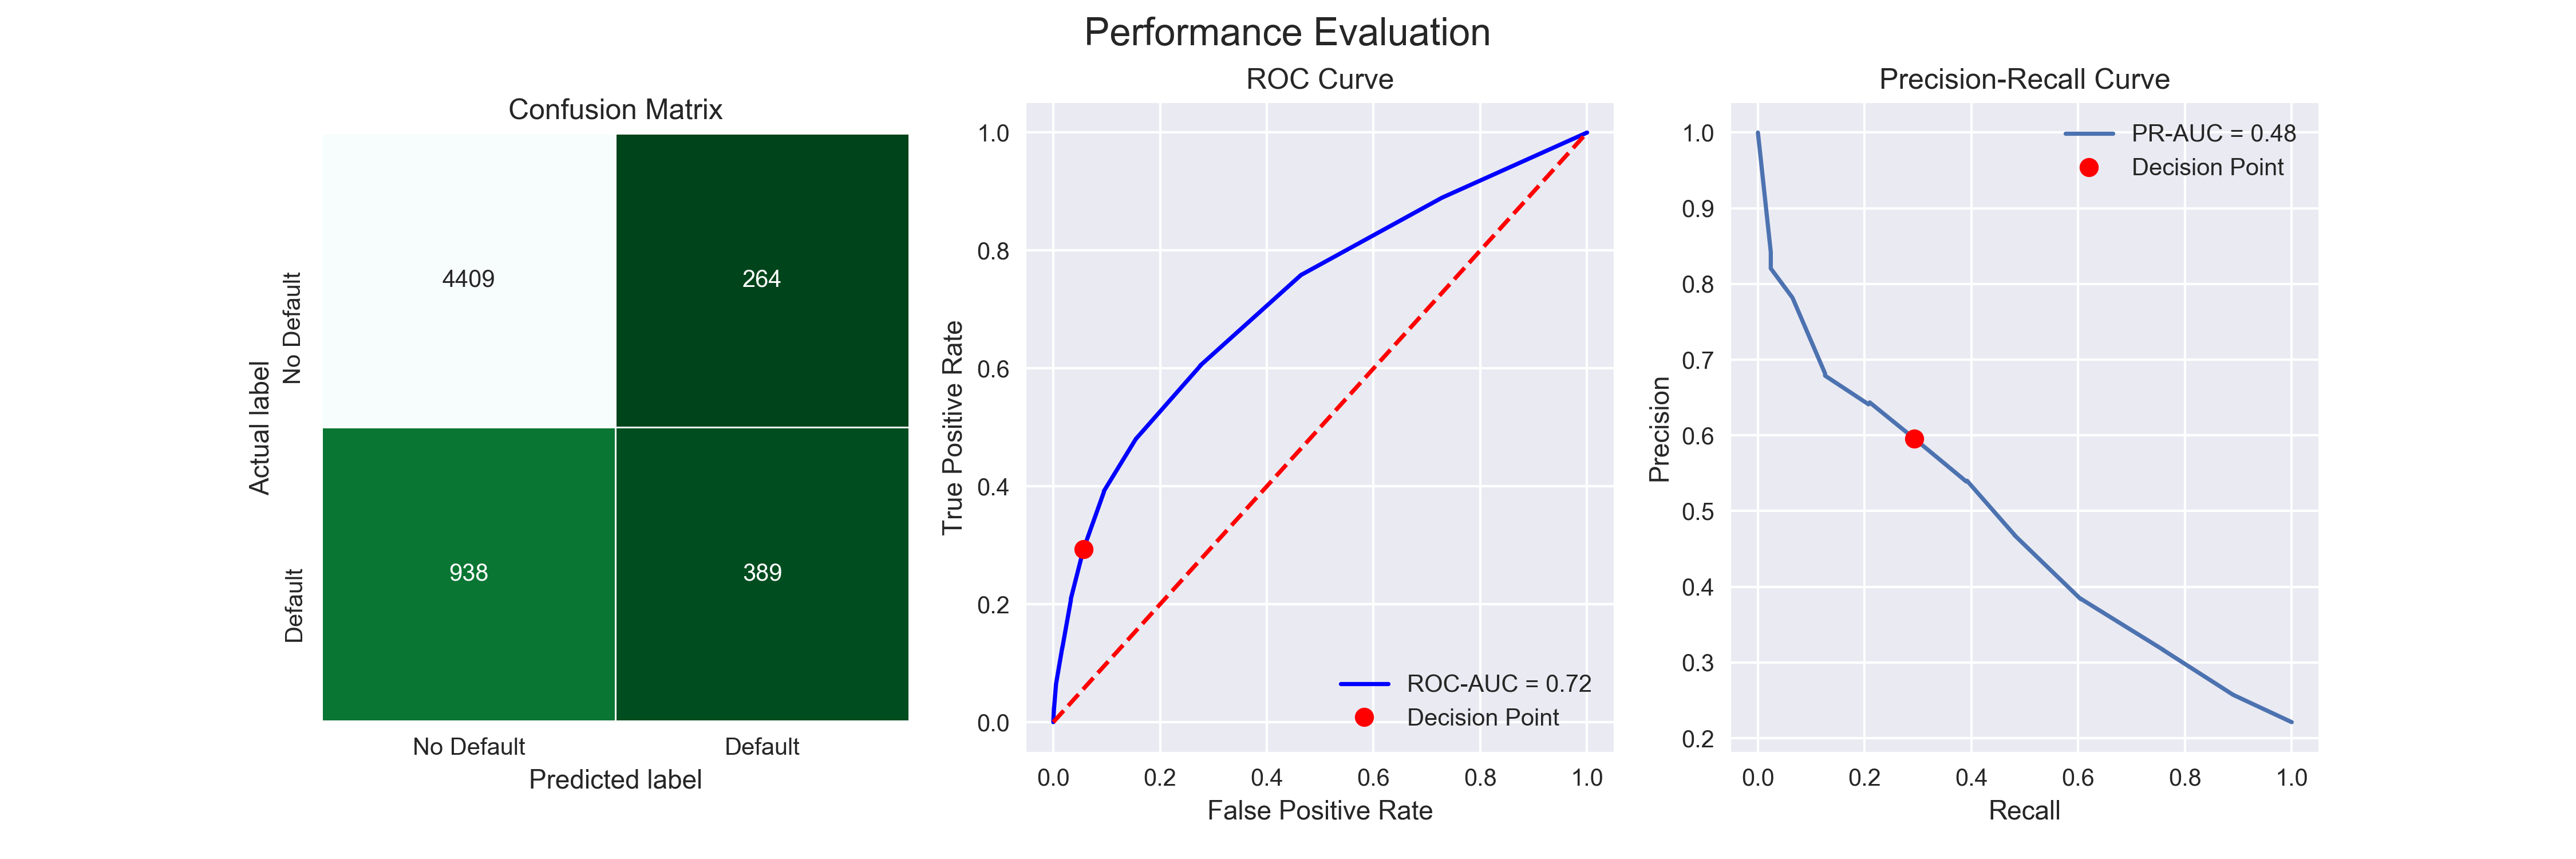 Performance Evaluation
Confusion Matrix
Actual label
No Default
Default
4409
264
938
389
No Default
Default
Predicted label
ROC Curve
True Positive Rate
1.0
0.8
0.6
0.4
0.2
0.0
ROC-AUC = 0.72
Decision Point
0.0
0.2
0.4
0.6
0.8
1.0
False Positive Rate
Precision-Recall Curve
Precision
1.0
0.9
0.8
0.7
0.6
0.5
0.4
0.3
0.2
PR-AUC = 0.48
Decision Point
0.0
0.2
0.4
0.6
0.8
1.0
Recall